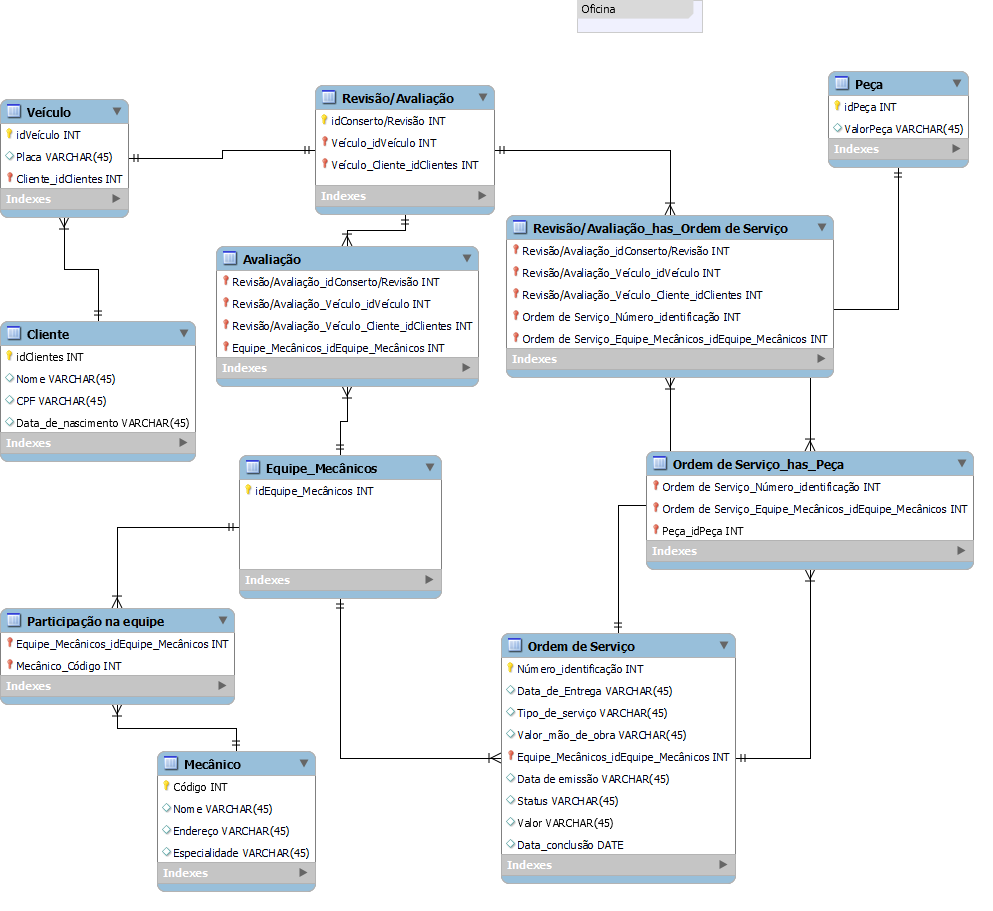 Oficina
Veículo
idVeículo INT
Placa VARCHAR(45)
Cliente_idClientes INT
Indexes
Revisão/Avaliação
idConserto/Revisão INT
Veículo_idVeículo INT
Veículo_Cliente_idClientes INT
Indexes
Peça
idPeça INT
ValorPeça VARCHAR(45)
Indexes
Avaliação
Revisão/Avaliação_idConserto/Revisão INT
Revisão/Avaliação_Veículo_idVeículo INT
Revisão/Avaliação_Veículo_Cliente_idClientes INT
Equipe_Mecânicos_idEquipe_Mecânicos INT
Indexes
Revisão/Avaliação_has_Ordem de Serviço
Revisão/Avaliação_idConserto/Revisão INT
Revisão/Avaliação_Veículo_idVeículo INT
Revisão/Avaliação_Veículo_Cliente_idClientes INT
Ordem de Serviço_Número_identificação INT
Ordem de Serviço_Equipe_Mecânicos_idEquipe_Mecânicos INT
Indexes
Cliente
idClientes INT
Nome VARCHAR(45)
CPF VARCHAR(45)
Data_de_nascimento VARCHAR(45)
Indexes
Equipe_Mecânicos
idEquipe_Mecânicos INT
Indexes
Ordem de Serviço_has_Peça
Ordem de Serviço_Número_identificação INT
Ordem de Serviço_Equipe_Mecânicos_idEquipe_Mecânicos INT
Peça_idPeça INT
Indexes
Participação na equipe
Equipe_Mecânicos_idEquipe_Mecânicos INT
Mecânico_Código INT
Indexes
Ordem de Serviço
Número_identificação INT
Data_de_Entrega VARCHAR(45)
Tipo_de_serviço VARCHAR(45)
Valor_mão_de_obra VARCHAR(45)
Equipe_Mecânicos_idEquipe_Mecânicos INT
Data de emissão VARCHAR(45)
Status VARCHAR(45)
Valor VARCHAR(45)
Data_conclusão DATE
Indexes
Mecânico
Código INT
Nome VARCHAR(45)
Endereço VARCHAR(45)
Especialidade VARCHAR(45)
Indexes